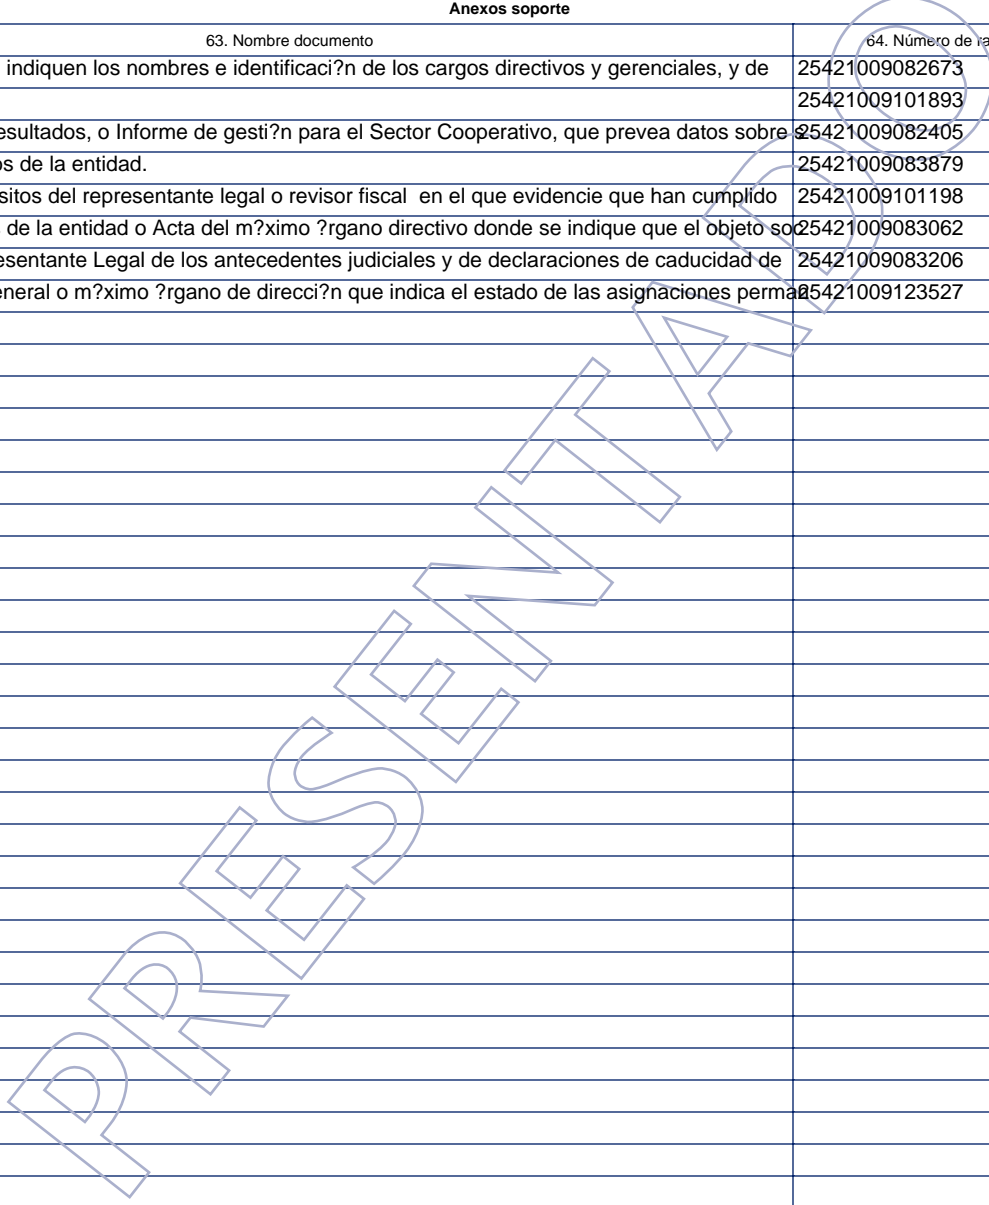 Anexos soporte
63. Nombre documento 64. Número de ra
indiquen los nombres e identificaci?n de los cargos directivos y gerenciales, y de 25421009082673
25421009101893
esultados, o Informe de gesti?n para el Sector Cooperativo, que prevea datos sobre s 25421009082405
os de la entidad. 25421009083879
sitos del representante legal o revisor fiscal en el que evidencie que han cumplido 25421009101198
de la entidad o Acta del m?ximo ?rgano directivo donde se indique que el objeto soc 25421009083062
esentante Legal de los antecedentes judiciales y de declaraciones de caducidad de 25421009083206
eneral o m?ximo ?rgano de direcci?n que indica el estado de las asignaciones perman 25421009123527
PRESENTADO